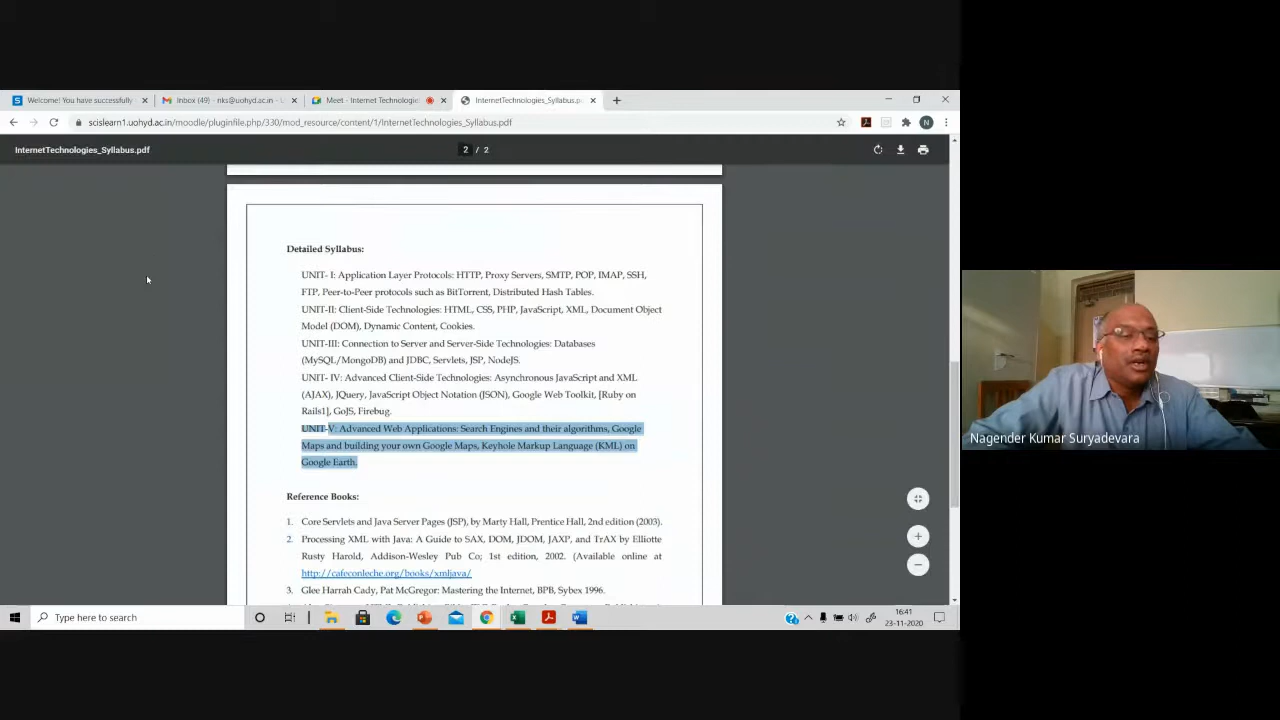 Welcome! You have successfully
Inbox (49) - nks@uohyd.ac.in - U
Meet - Internet Technologies
InternetTechnologies_Syllabus.p
scislearn1.uohyd.ac.in/moodle/pluginfile.php/330/mod_resource/content/1/InternetTechnologies_Syllabus.pdf
N
InternetTechnologies_Syllabus.pdf
2 / 2
Detailed Syllabus:
UNIT- I: Application Layer Protocols: HTTP, Proxy Servers, SMTP, POP, IMAP, SSH,
FTP, Peer-to-Peer protocols such as BitTorrent, Distributed Hash Tables.
UNIT-II: Client-Side Technologies: HTML, CSS, PHP, JavaScript, XML, Document Object
Model (DOM), Dynamic Content, Cookies.
UNIT-III: Connection to Server and Server-Side Technologies: Databases
(MySQL/MongoDB) and JDBC, Servlets, JSP, NodeJS.
UNIT- IV: Advanced Client-Side Technologies: Asynchronous JavaScript and XML
(AJAX), JQuery, JavaScript Object Notation (JSON), Google Web Toolkit, [Ruby on
Rails1], GoJS, Firebug.
UNIT-V: Advanced Web Applications: Search Engines and their algorithms, Google
Maps and building your own Google Maps, Keyhole Markup Language (KML) on
Google Earth.
Reference Books:
1. Core Servlets and Java Server Pages (JSP), by Marty Hall, Prentice Hall, 2nd edition (2003).
2. Processing XML with Java: A Guide to SAX, DOM, JDOM, JAXP, and TrAX by Elliotte
Rusty Harold, Addison-Wesley Pub Co; 1st edition, 2002. (Available online at
http://cafeconleche.org/books/xmljava/
3. Glee Harrah Cady, Pat McGregor: Mastering the Internet, BPB, Sybex 1996.
Nagender Kumar Suryadevara
Type here to search
16:41
23-11-2020